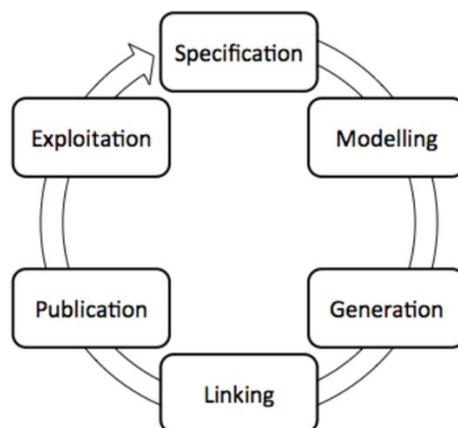 Specification
Modelling
Generation
Linking
Publication
Exploitation